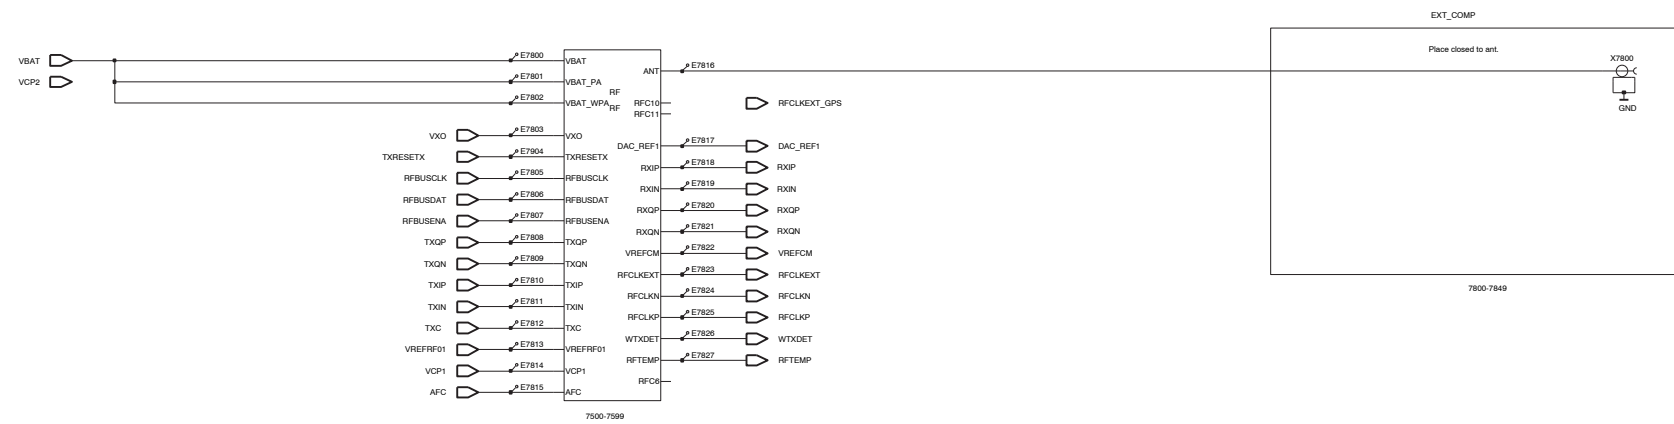 EXT_COMP
Place closed to ant.
X7800
GND
7800-7849
VBAT
VCP2
E7800
VBAT
E7801
VBAT_PA
E7802
VBAT_WPA
RF
RF
VXO
E7803
VXO
TXRESETX
E7904
TXRESETX
RFBUSCLK
E7805
RFBUSCLK
RFBUSDAT
E7806
RFBUSDAT
RFBUSENA
E7807
RFBUSENA
TXQP
E7808
TXQP
TXQN
E7809
TXQN
TXIP
E7810
TXIP
TXIN
E7811
TXIN
TXC
E7812
TXC
VREFRF01
E7813
VREFRF01
VCP1
E7814
VCP1
AFC
E7815
AFC
ANT
E7816
RFC10
RFC11
RFCLKEXT_GPS
DAC_REF1
E7817
DAC_REF1
RXIP
E7818
RXIP
RXIN
E7819
RXIN
RXQP
E7820
RXQP
RXQN
E7821
RXQN
VREFCM
E7822
VREFCM
RFCLKEXT
E7823
RFCLKEXT
RFCLKN
E7824
RFCLKN
RFCLKP
E7825
RFCLKP
WTXDET
E7826
WTXDET
RFTEMP
E7827
RFTEMP
RFC6
7500-7599